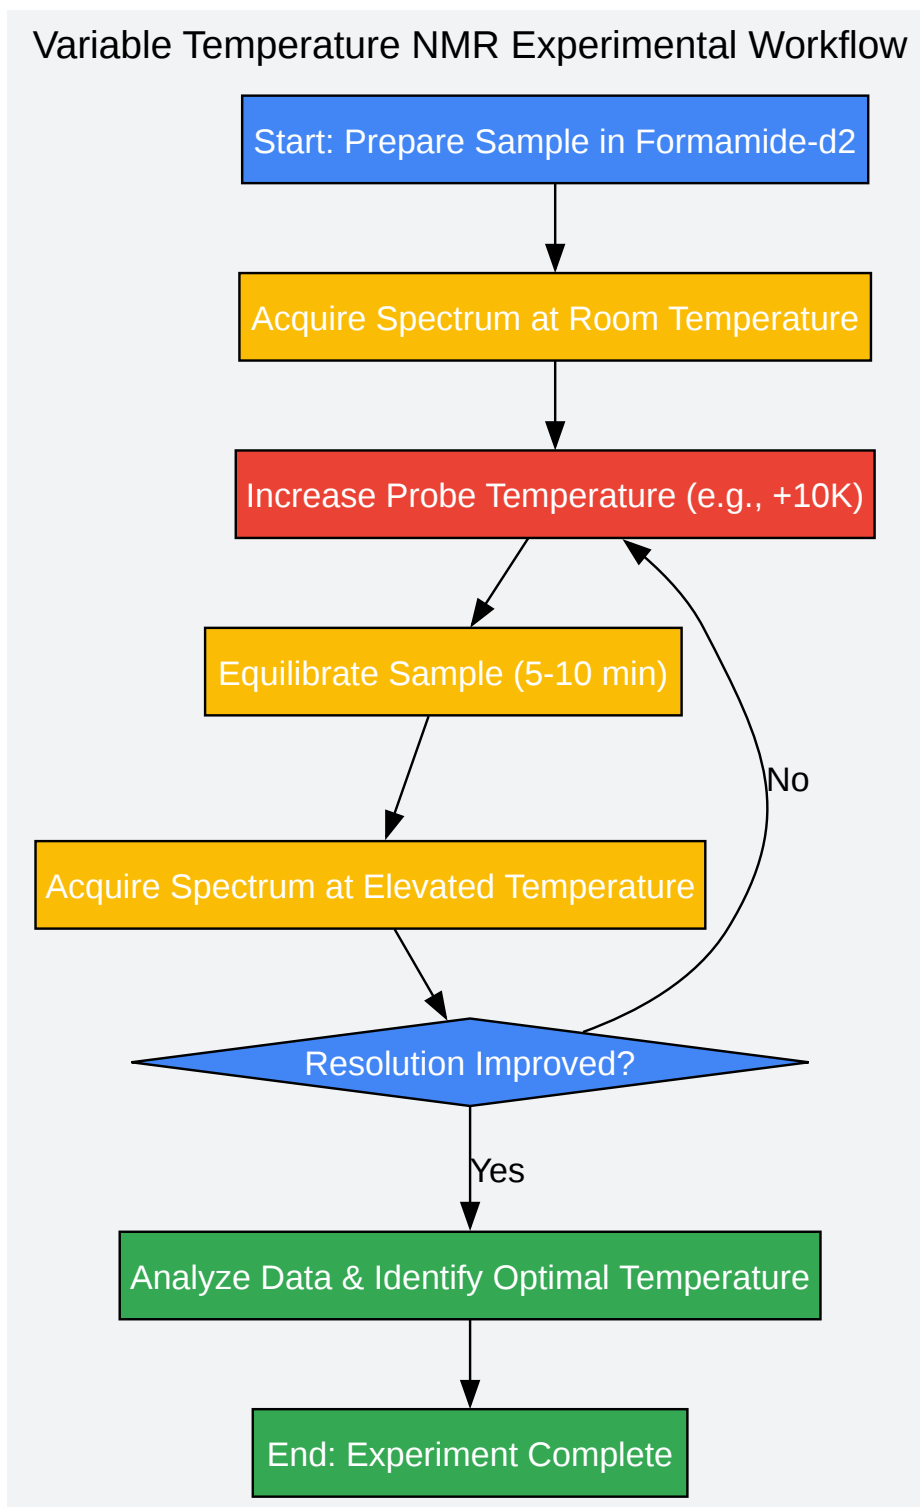 Variable Temperature NMR Experimental Workflow
Start: Prepare Sample in Formamide-d2
Acquire Spectrum at Room Temperature
Increase Probe Temperature (e.g., +10K)
Equilibrate Sample (5-10 min)
No
Acquire Spectrum at Elevated Temperature
Resolution Improved?
Yes
Analyze Data & Identify Optimal Temperature
End: Experiment Complete